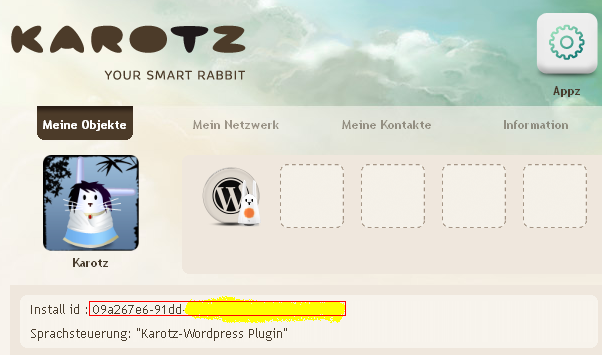 KAROTZ
YOUR SMART RABBIT
Appz
Meine Objekte
Mein Netzwerk
Meine Kontakte
Information
Karotz
Install id : 09a267e6-91dd-
Sprachsteuerung: "Karotz-Wordpress Plugin"